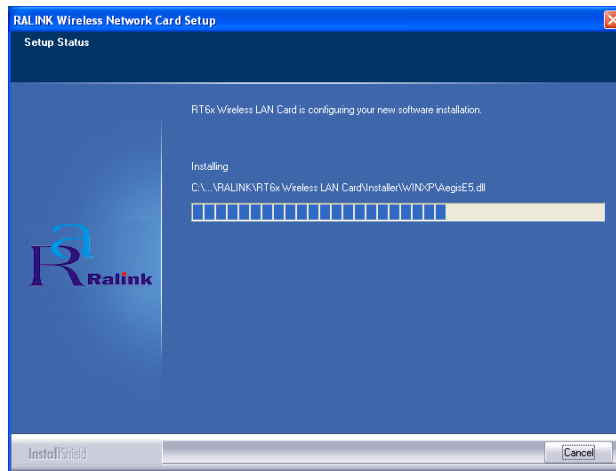 RALINK Wireless Network Card Setup
Setup Status
RT6x Wireless LAN Card is configuring your new software installation.
Installing
C:\...\RALINK\RT6x Wireless LAN Card\Installer\WINXP\AegisE5.dll
Ra
Ralink
InstallShield
Cancel